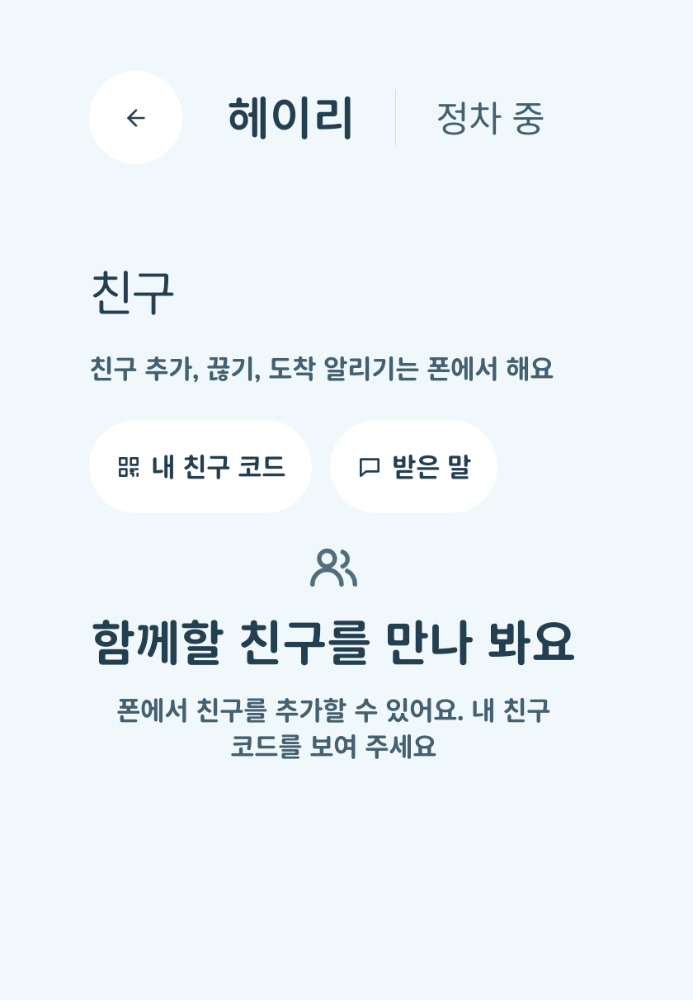 헤이리
정차 중
친구
친구 추가, 끊기, 도착 알리기는 폰에서 해요
내 친구 코드
받은 말
함께할 친구를 만나 봐요
폰에서 친구를 추가할 수 있어요. 내 친구
코드를 보여 주세요